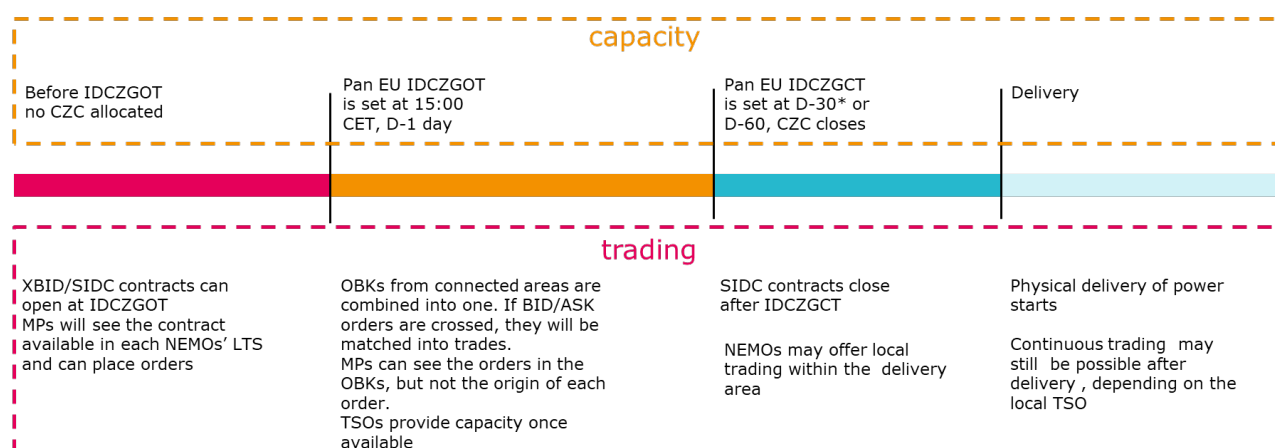 capacity
Before IDCZGOT
no CZC allocated
Pan EU IDCZGOT
is set at 15:00
CET, D-1 day
Pan EU IDCZGCT
is set at D-30* or
D-60, CZC closes
Delivery
trading
XBID/SIDC contracts can
open at IDCZGOT
MPs will see the contract
available in each NEMOs’ LTS
and can place orders
OBKs from connected areas are
combined into one. If BID/ASK
orders are crossed, they will be
matched into trades.
MPs can see the orders in the
OBKs, but not the origin of each
order.
TSOs provide capacity once
available
SIDC contracts close
after IDCZGCT
NEMOs may offer local
trading within the delivery
area
Physical delivery of power
starts
Continuous trading may
still be possible after
delivery , depending on the
local TSO